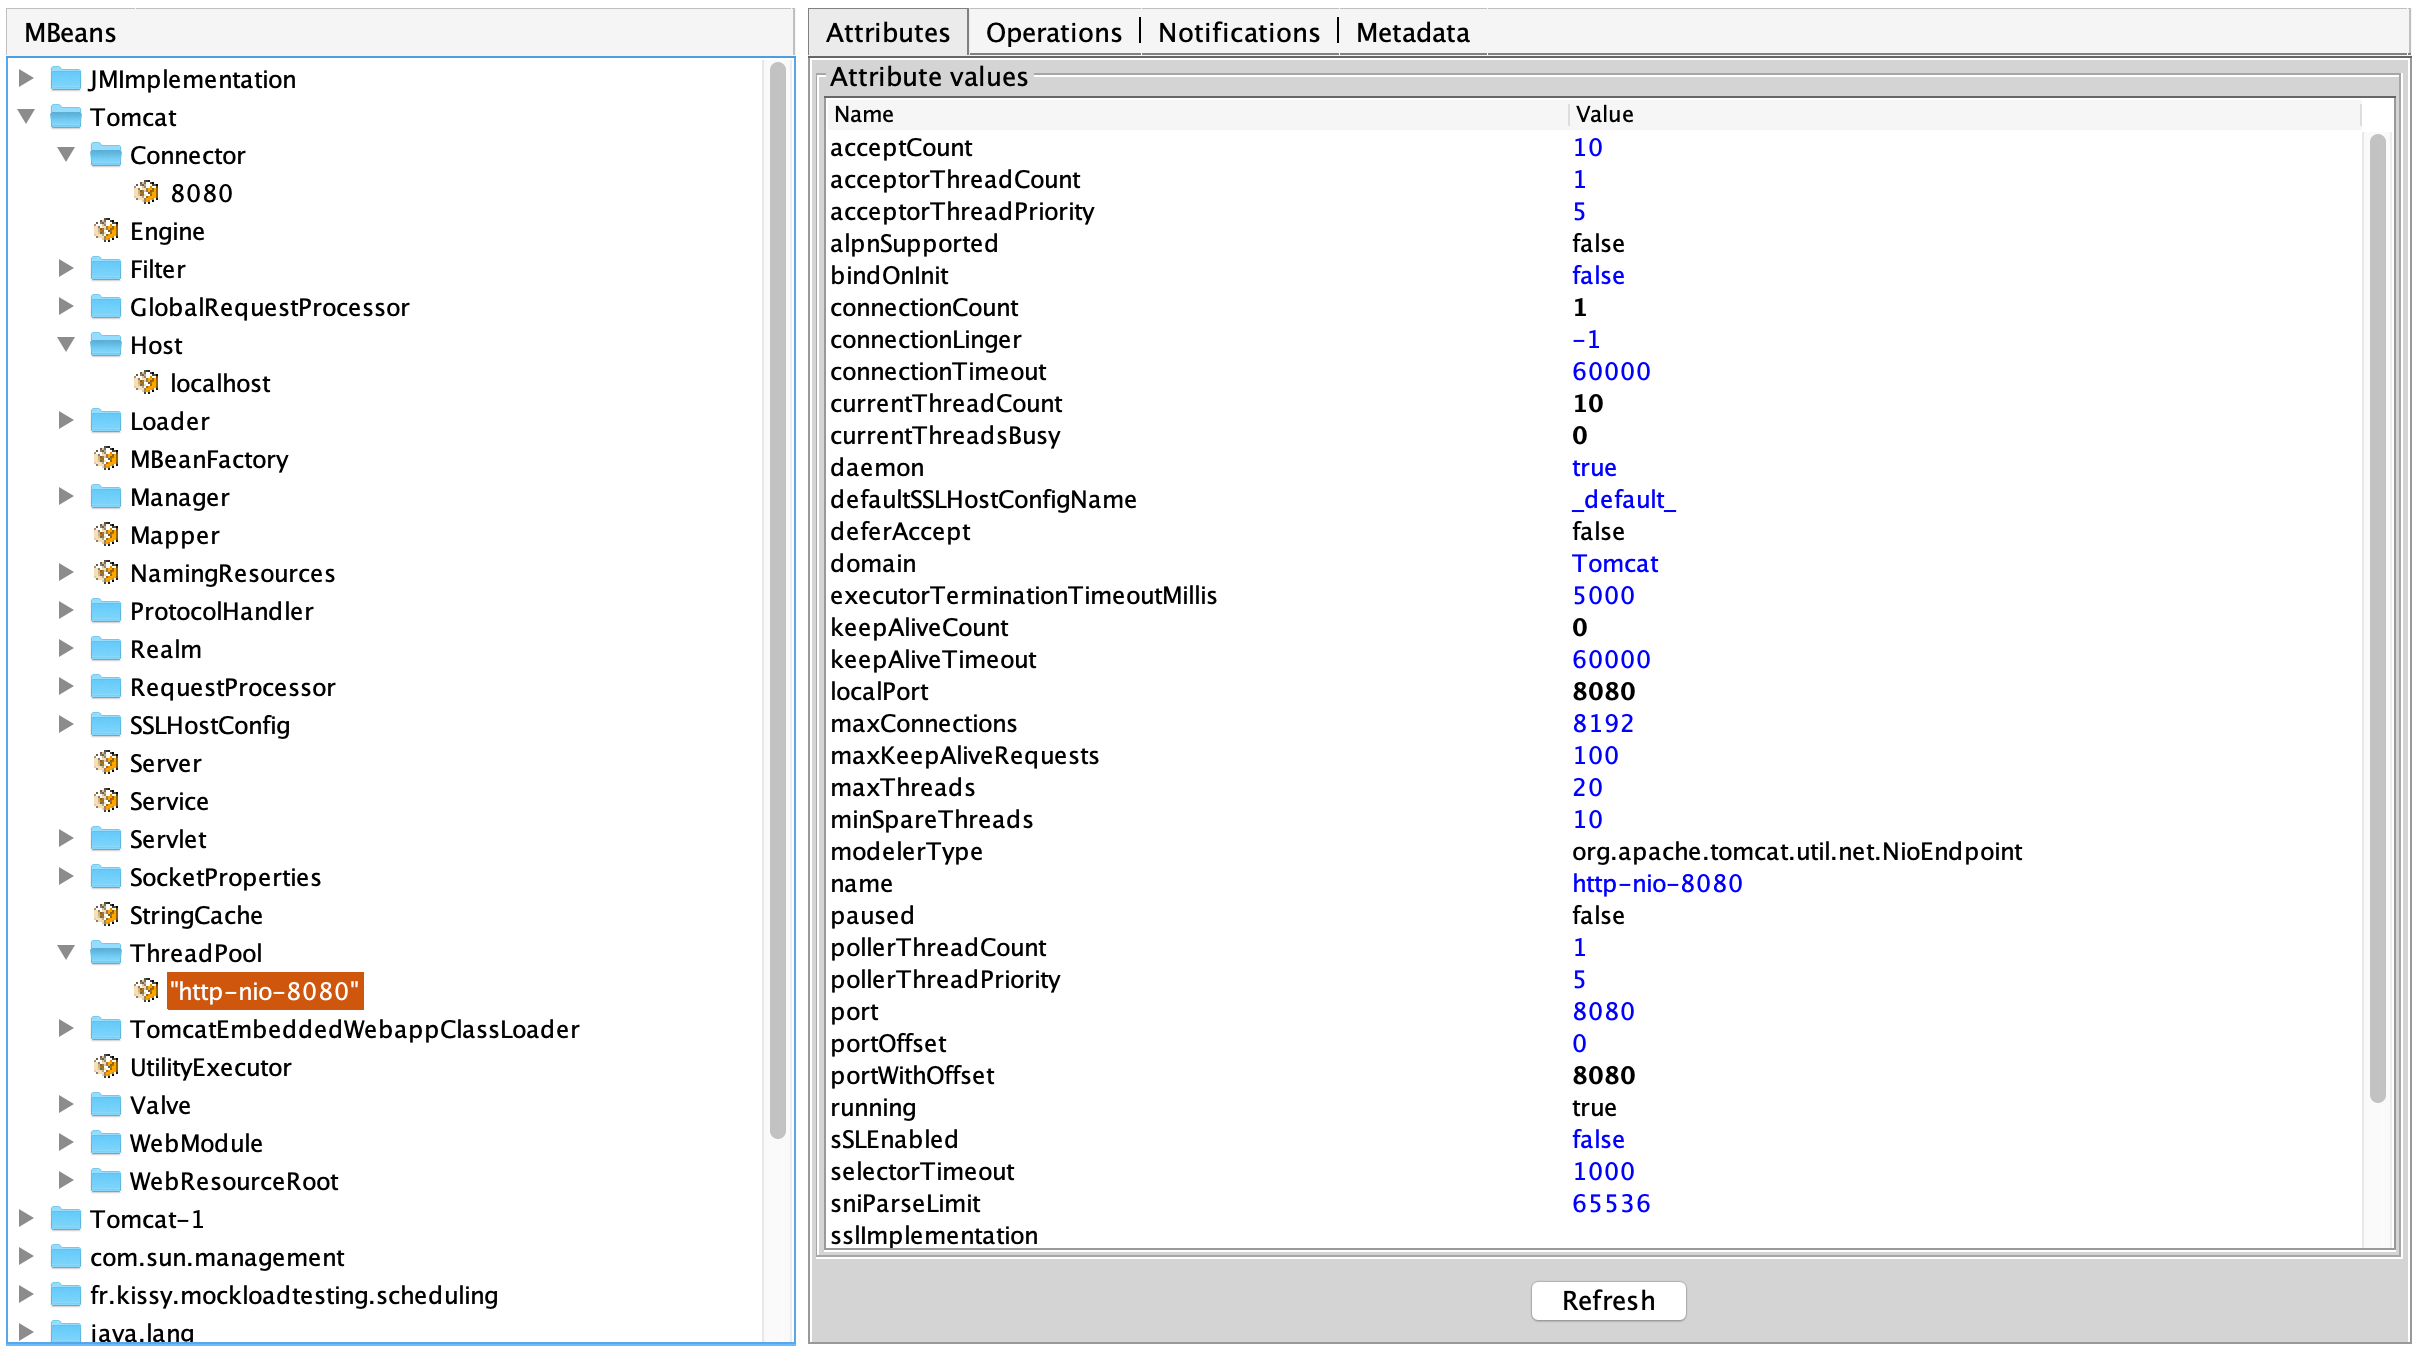 MBeans
JMImplementation
Tomcat
Connector
8080
Engine
Filter
GlobalRequestProcessor
Host
localhost
Loader
MBeanFactory
Manager
Mapper
NamingResources
ProtocolHandler
Realm
RequestProcessor
SSLHostConfig
Server
Service
Servlet
SocketProperties
StringCache
ThreadPool
"http-nio-8080"
TomcatEmbeddedWebappClassLoader
UtilityExecutor
Valve
WebModule
WebResourceRoot
Tomcat-1
com.sun.management
fr.kissy.mockloadtesting.scheduling
java.lang
Attributes Operations Notifications Metadata
Attribute values
Name Value
acceptCount 10
acceptorThreadCount 1
acceptorThreadPriority 5
alpnSupported false
bindOnInit false
connectionCount 1
connectionLinger -1
connectionTimeout 60000
currentThreadCount 10
currentThreadsBusy 0
daemon true
defaultSSLHostConfigName _default_
deferAccept false
domain Tomcat
executorTerminationTimeoutMillis 5000
keepAliveCount 0
keepAliveTimeout 60000
localPort 8080
maxConnections 8192
maxKeepAliveRequests 100
maxThreads 20
minSpareThreads 10
modelerType org.apache.tomcat.util.net.NioEndpoint
name http-nio-8080
paused false
pollerThreadCount 1
pollerThreadPriority 5
port 8080
portOffset 0
portWithOffset 8080
running true
sSLEnabled false
selectorTimeout 1000
sniParseLimit 65536
sslImplementation
Refresh